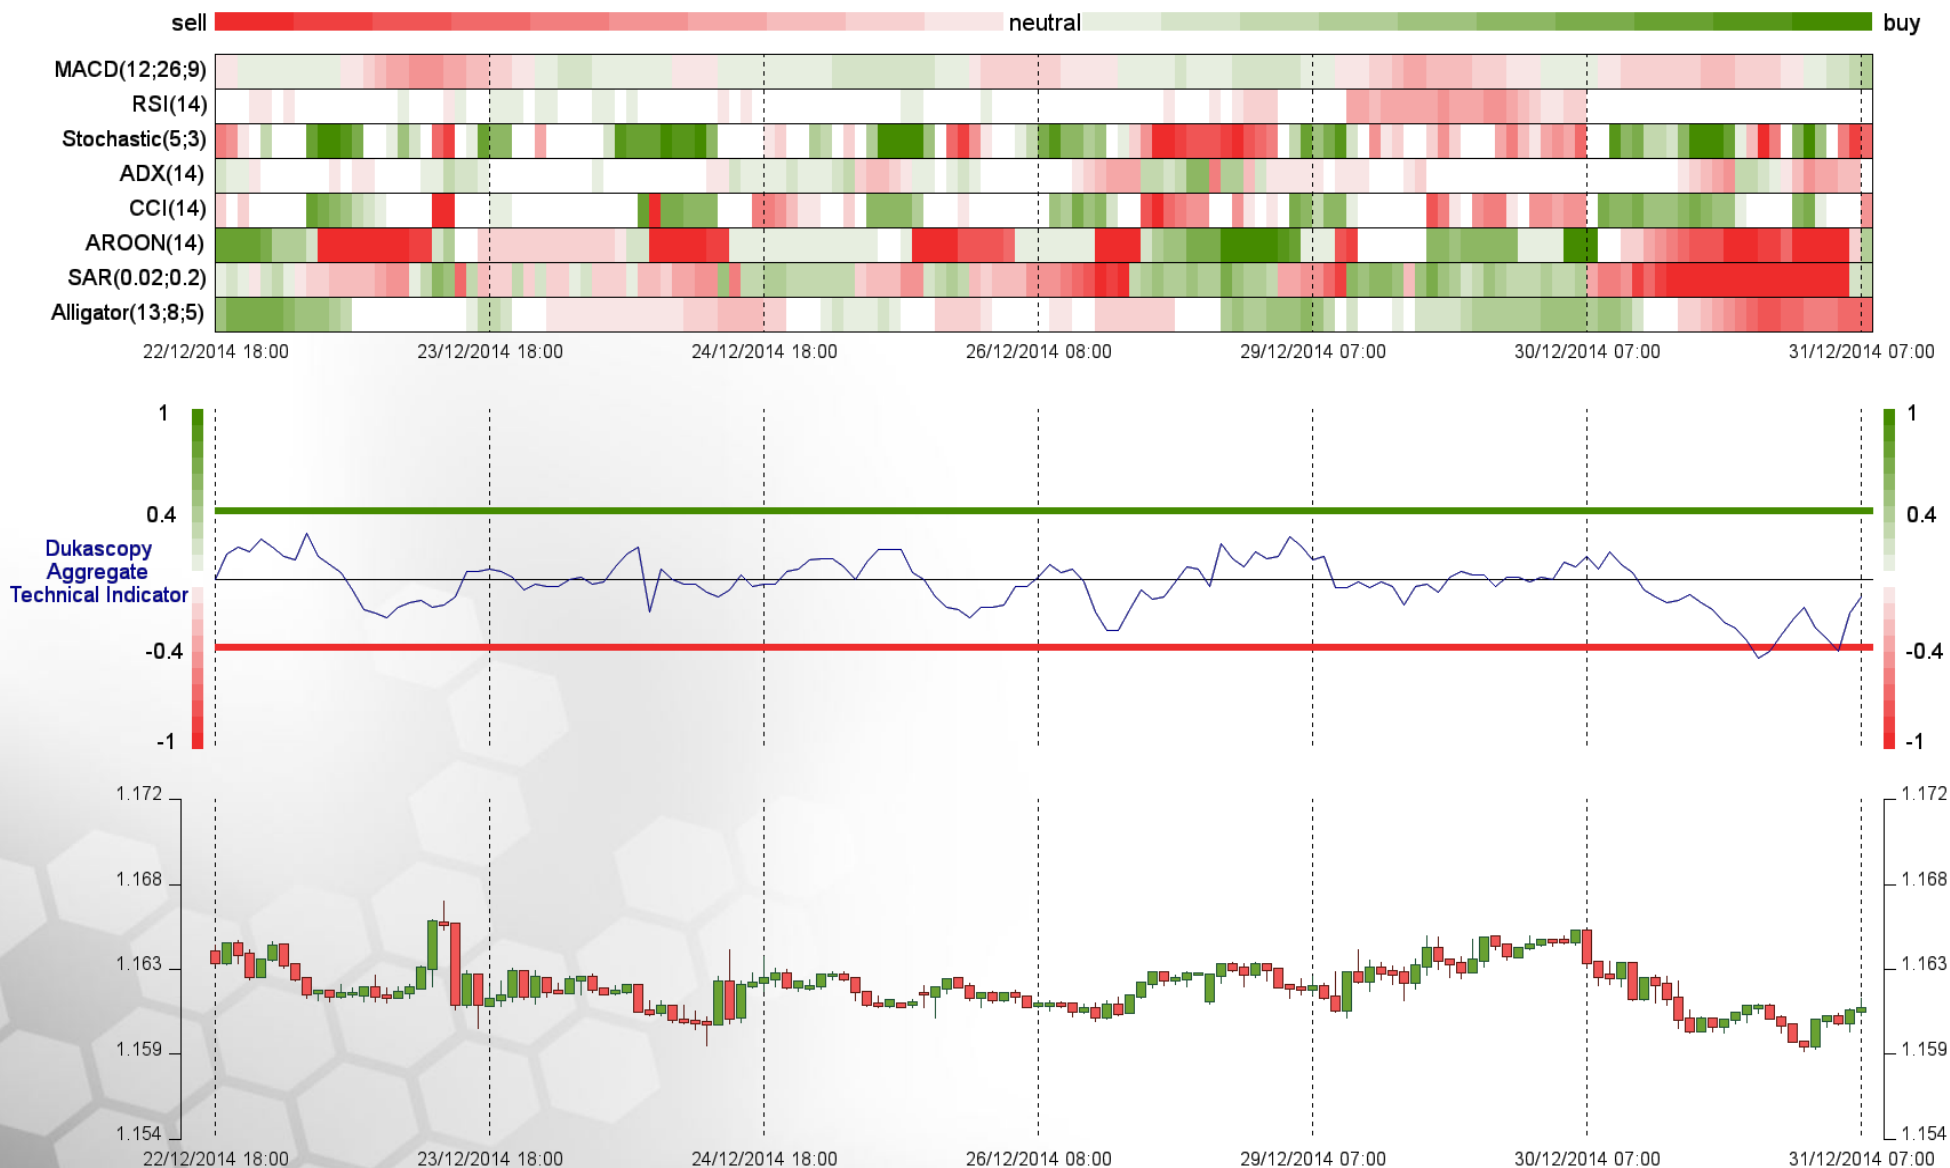 sell neutral buy
MACD(12;26;9)
RSI(14)
Stochastic(5;3)
ADX(14)
CCI(14)
AROON(14)
SAR(0.02;0.2)
Alligator(13;8;5)
22/12/2014 18:00 23/12/2014 18:00 24/12/2014 18:00 26/12/2014 08:00 29/12/2014 07:00 30/12/2014 07:00 31/12/2014 07:00
1 1
0.4 0.4
Dukascopy
Aggregate
Technical Indicator
-0.4 -0.4
-1 -1
1.172 1.172
1.168 1.168
1.163 1.163
1.159 1.159
1.154 1.154
22/12/2014 18:00 23/12/2014 18:00 24/12/2014 18:00 26/12/2014 08:00 29/12/2014 07:00 30/12/2014 07:00 31/12/2014 07:00